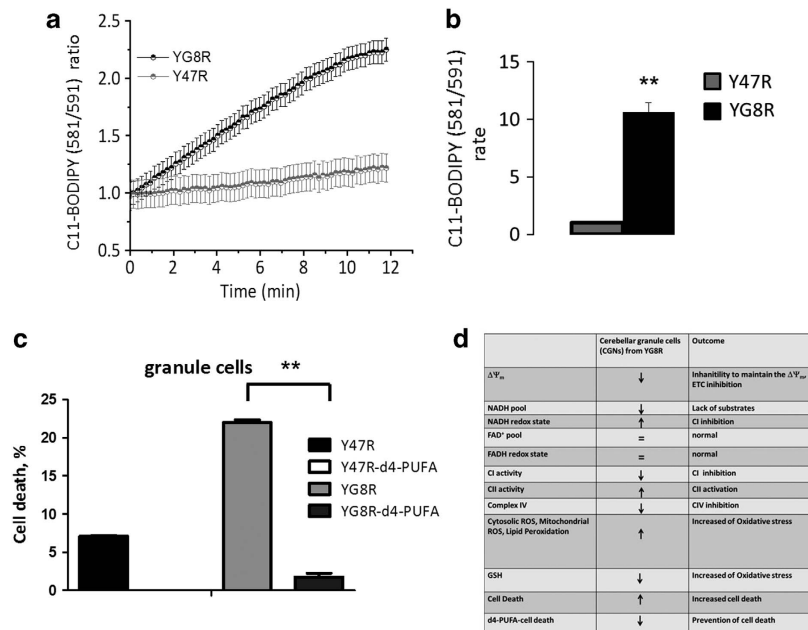 a
C11-BODIPY (581/591) ratio
2.5
2.0
1.5
1.0
0.5
YG8R
Y47R
0 2 4 6 8 10 12
Time (min)
b
C11-BODIPY (581/591)
rate
15
10
5
0
**
Y47R
YG8R
c
granule cells
**
Cell death, %
25
20
15
10
5
0
Y47R
Y47R-d4-PUFA
YG8R
YG8R-d4-PUFA
d
Cerebellar granule cells (CGNs) from YG8R Outcome
ΔΨm ↓ Inhanitility to maintain the ΔΨm,
ETC inihibition
NADH pool ↓ Lack of substrates
NADH redox state ↑ CI inhibition
FAD+ pool = normal
FADH redox state = normal
CI activity ↓ CI inhibition
CII activity ↑ CII activation
Complex IV ↓ CIV inhibition
Cytosolic ROS, Mitochondrial
ROS, Lipid Peroxidation ↑ Increased of Oxidative stress
GSH ↓ Increased of Oxidative stress
Cell Death ↑ Increased cell death
d4-PUFA-cell death ↓ Prevention of cell death